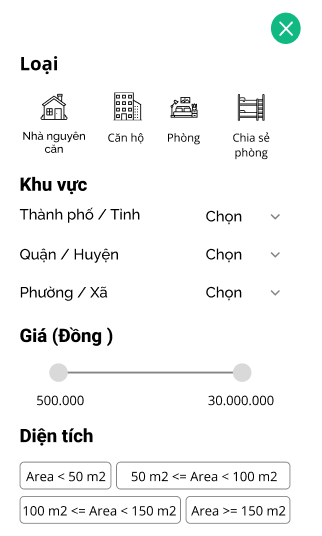 Loại
Nhà nguyên căn
Căn hộ
Phòng
Chia sẻ phòng
Khu vực
Thành phố / Tỉnh
Chọn
Quận / Huyện
Chọn
Phường / Xã
Chọn
Giá (Đồng )
500.000
30.000.000
Diện tích
Area < 50 m2
50 m2 <= Area < 100 m2
100 m2 <= Area < 150 m2
Area >= 150 m2